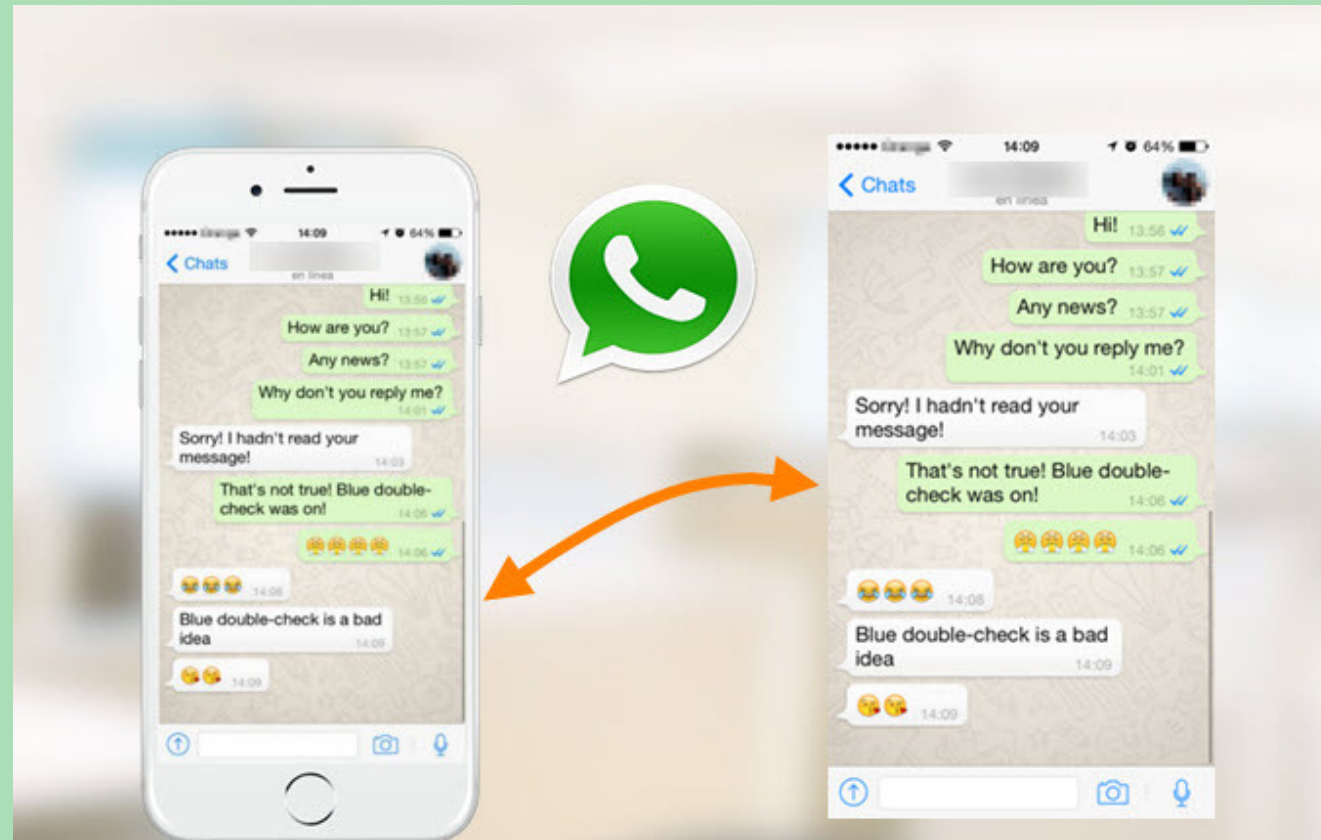 14:09
64%
Chats
en línea
Hi! 13:56
How are you? 13:57
Any news? 13:57
Why don't you reply me?
14:01
Sorry! I hadn't read your
message! 14:03
That's not true! Blue double-
check was on! 14:06
14:06
14:08
Blue double-check is a bad
idea 14:09
14:09
14:09
64%
Chats
en línea
Hi! 13:56
How are you? 13:57
Any news? 13:57
Why don't you reply me?
14:01
Sorry! I hadn't read your
message! 14:03
That's not true! Blue double-
check was on! 14:06
14:06
14:08
Blue double-check is a bad
idea 14:09
14:09